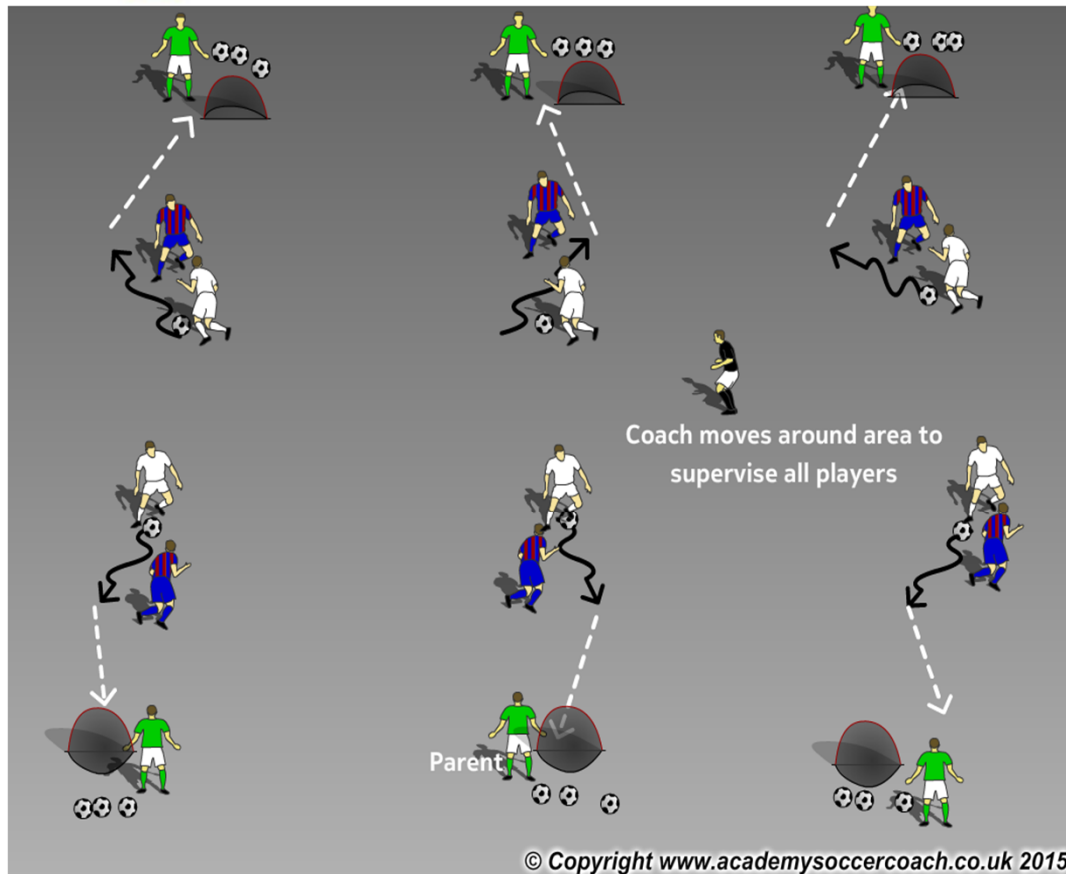 Coach moves around area to
supervise all players
Parent
© Copyright www.academysoccercoach.co.uk 2015